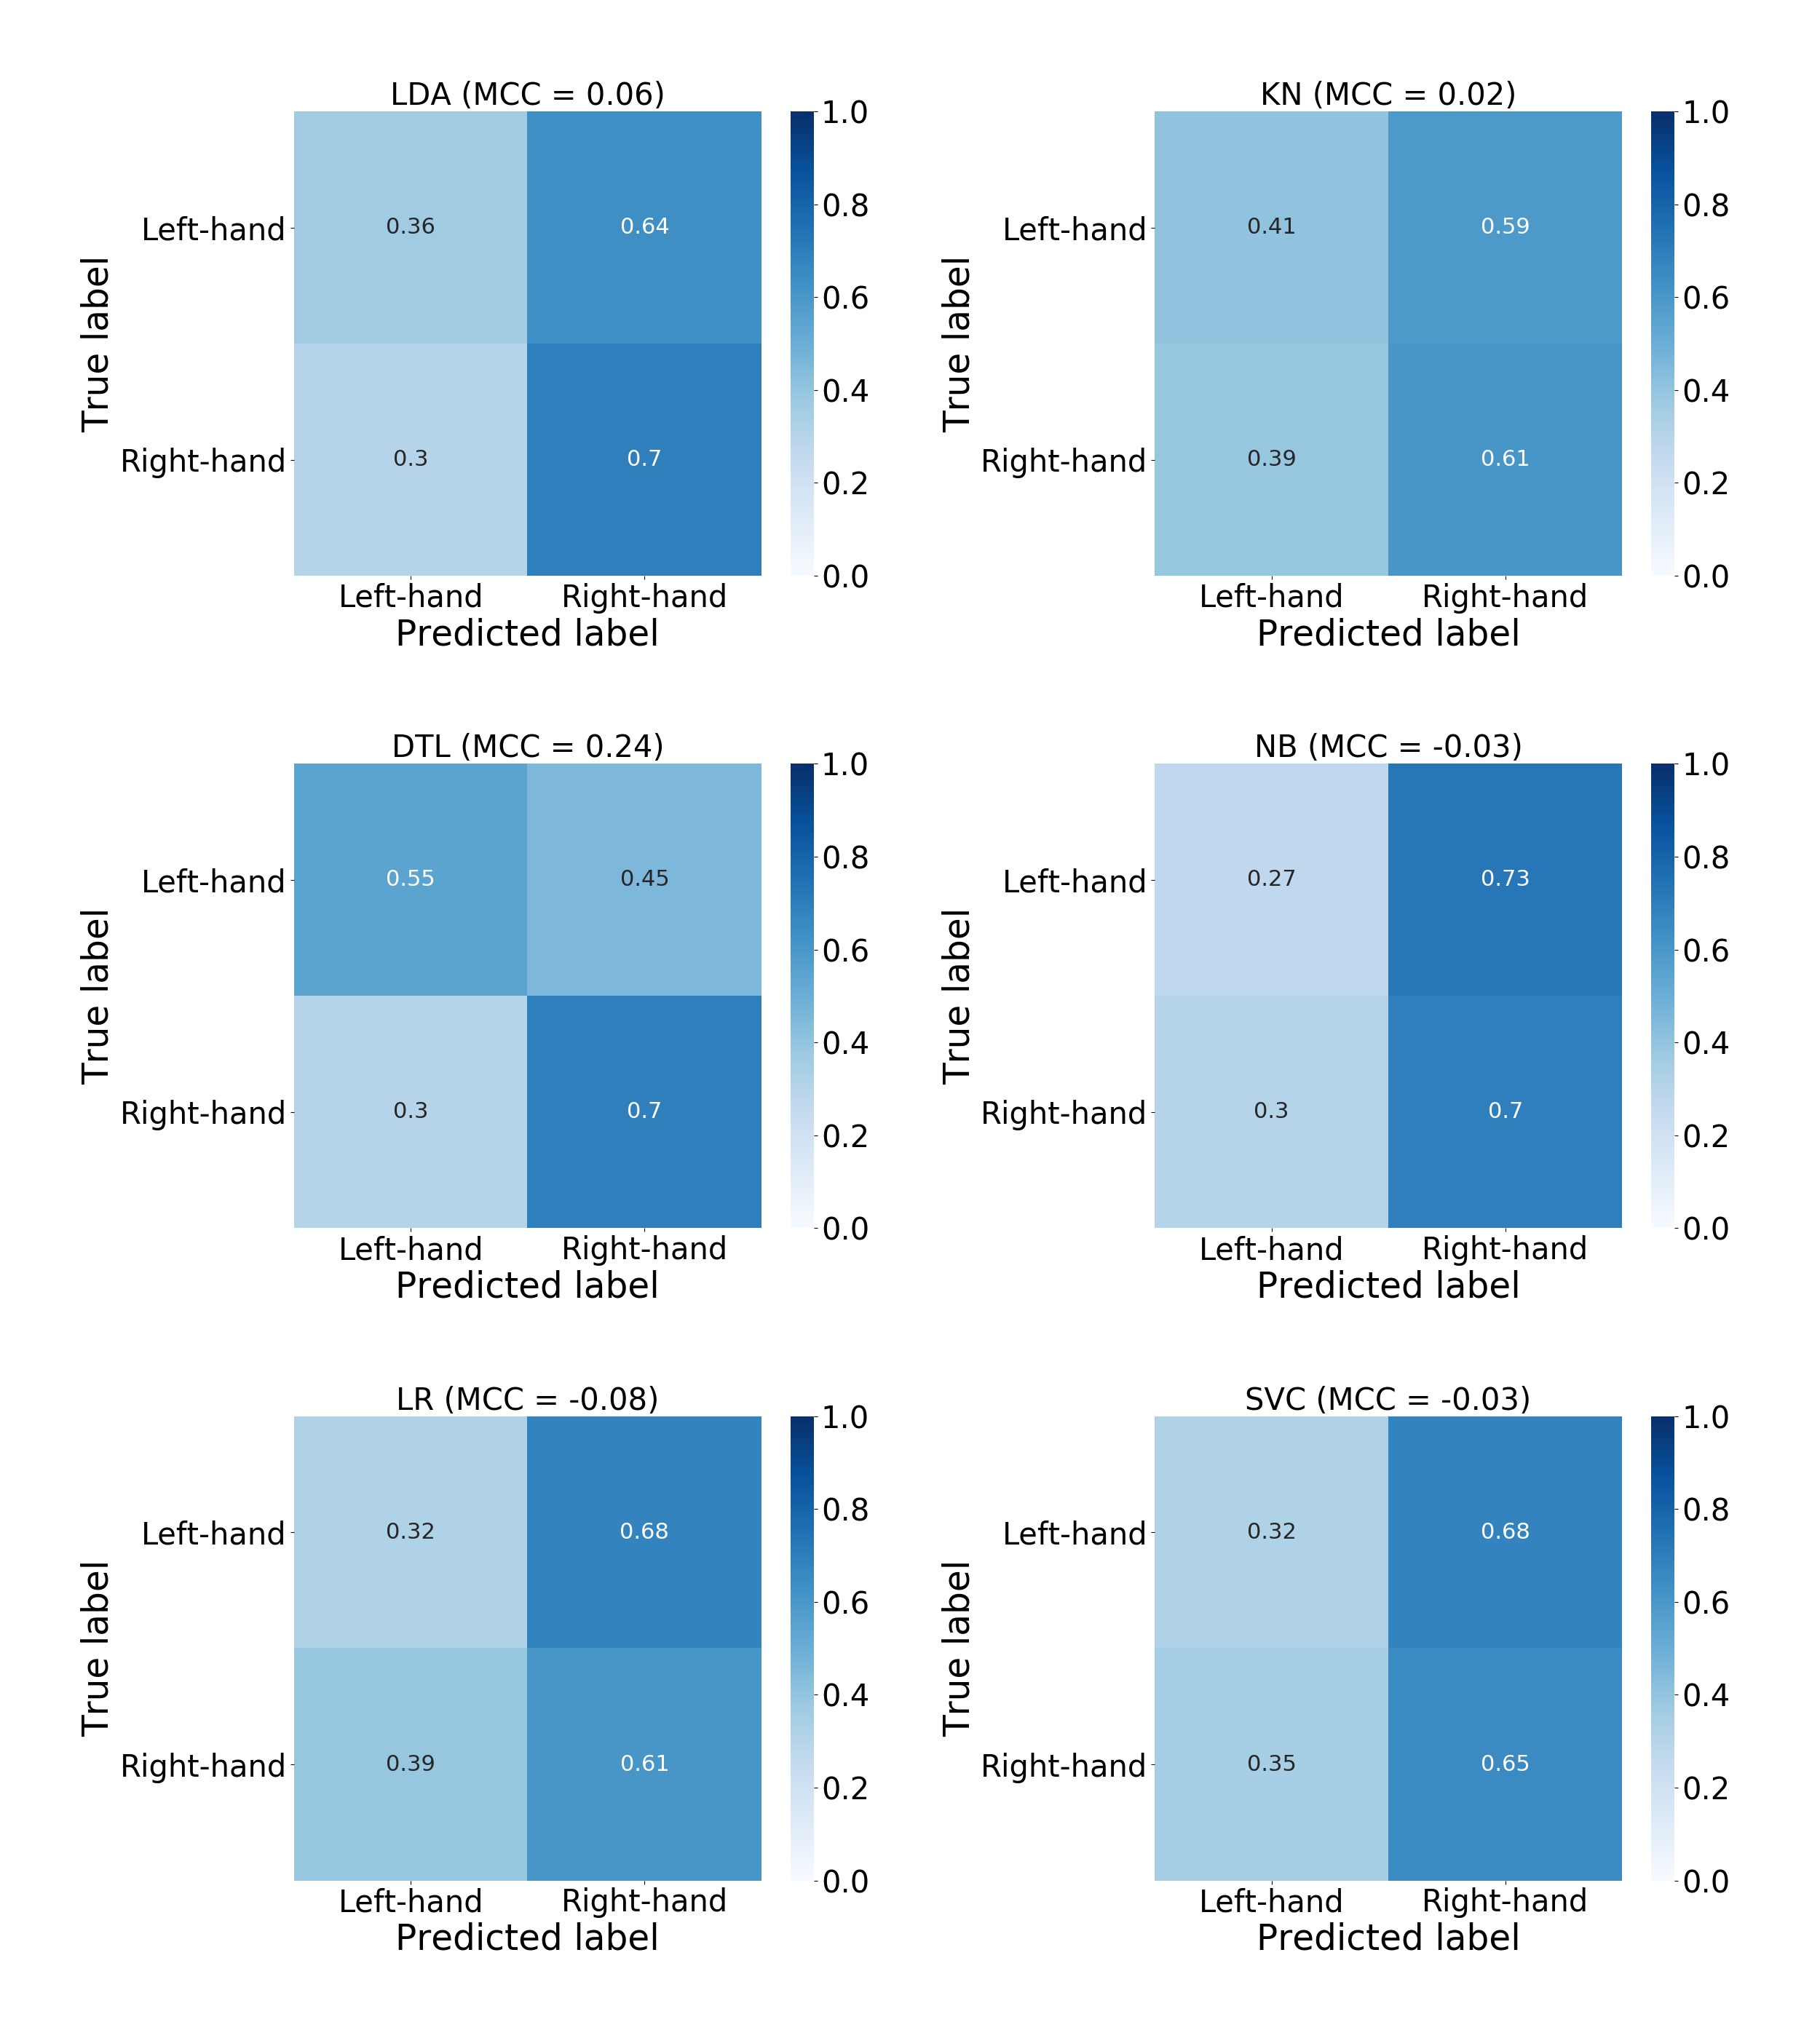 LDA (MCC = 0.06)
True label
Left-hand
Right-hand
0.36
0.64
0.3
0.7
Left-hand
Right-hand
Predicted label
1.0
0.8
0.6
0.4
0.2
0.0
KN (MCC = 0.02)
True label
Left-hand
Right-hand
0.41
0.59
0.39
0.61
Left-hand
Right-hand
Predicted label
1.0
0.8
0.6
0.4
0.2
0.0
DTL (MCC = 0.24)
True label
Left-hand
Right-hand
0.55
0.45
0.3
0.7
Left-hand
Right-hand
Predicted label
1.0
0.8
0.6
0.4
0.2
0.0
NB (MCC = -0.03)
True label
Left-hand
Right-hand
0.27
0.73
0.3
0.7
Left-hand
Right-hand
Predicted label
1.0
0.8
0.6
0.4
0.2
0.0
LR (MCC = -0.08)
True label
Left-hand
Right-hand
0.32
0.68
0.39
0.61
Left-hand
Right-hand
Predicted label
1.0
0.8
0.6
0.4
0.2
0.0
SVC (MCC = -0.03)
True label
Left-hand
Right-hand
0.32
0.68
0.35
0.65
Left-hand
Right-hand
Predicted label
1.0
0.8
0.6
0.4
0.2
0.0